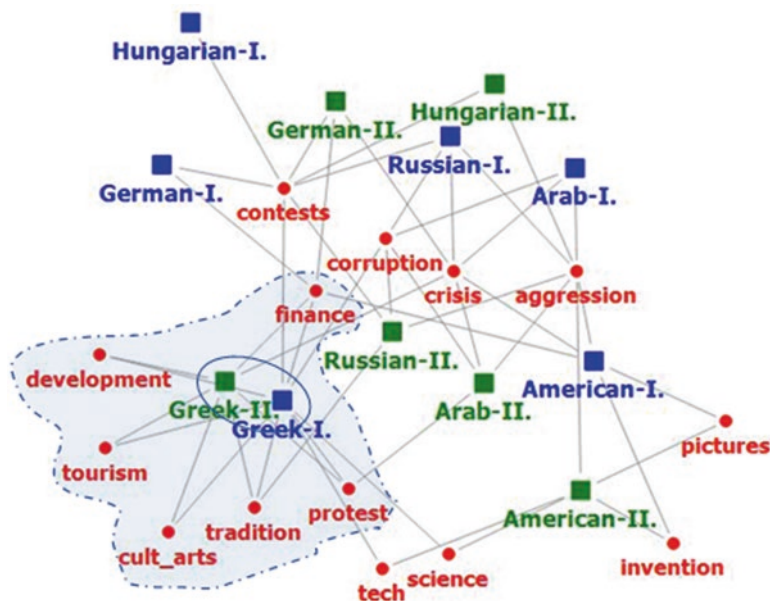 Hungarian-I.
Hungarian-II.
German-II.
Russian-I.
German-I.
Arab-I.
contests
corruption
crisis
aggression
finance
Russian-II.
development
American-I.
Greek-II.
Arab-II.
Greek-I.
pictures
tourism
protest
American-II.
tradition
cult_arts
invention
science
tech